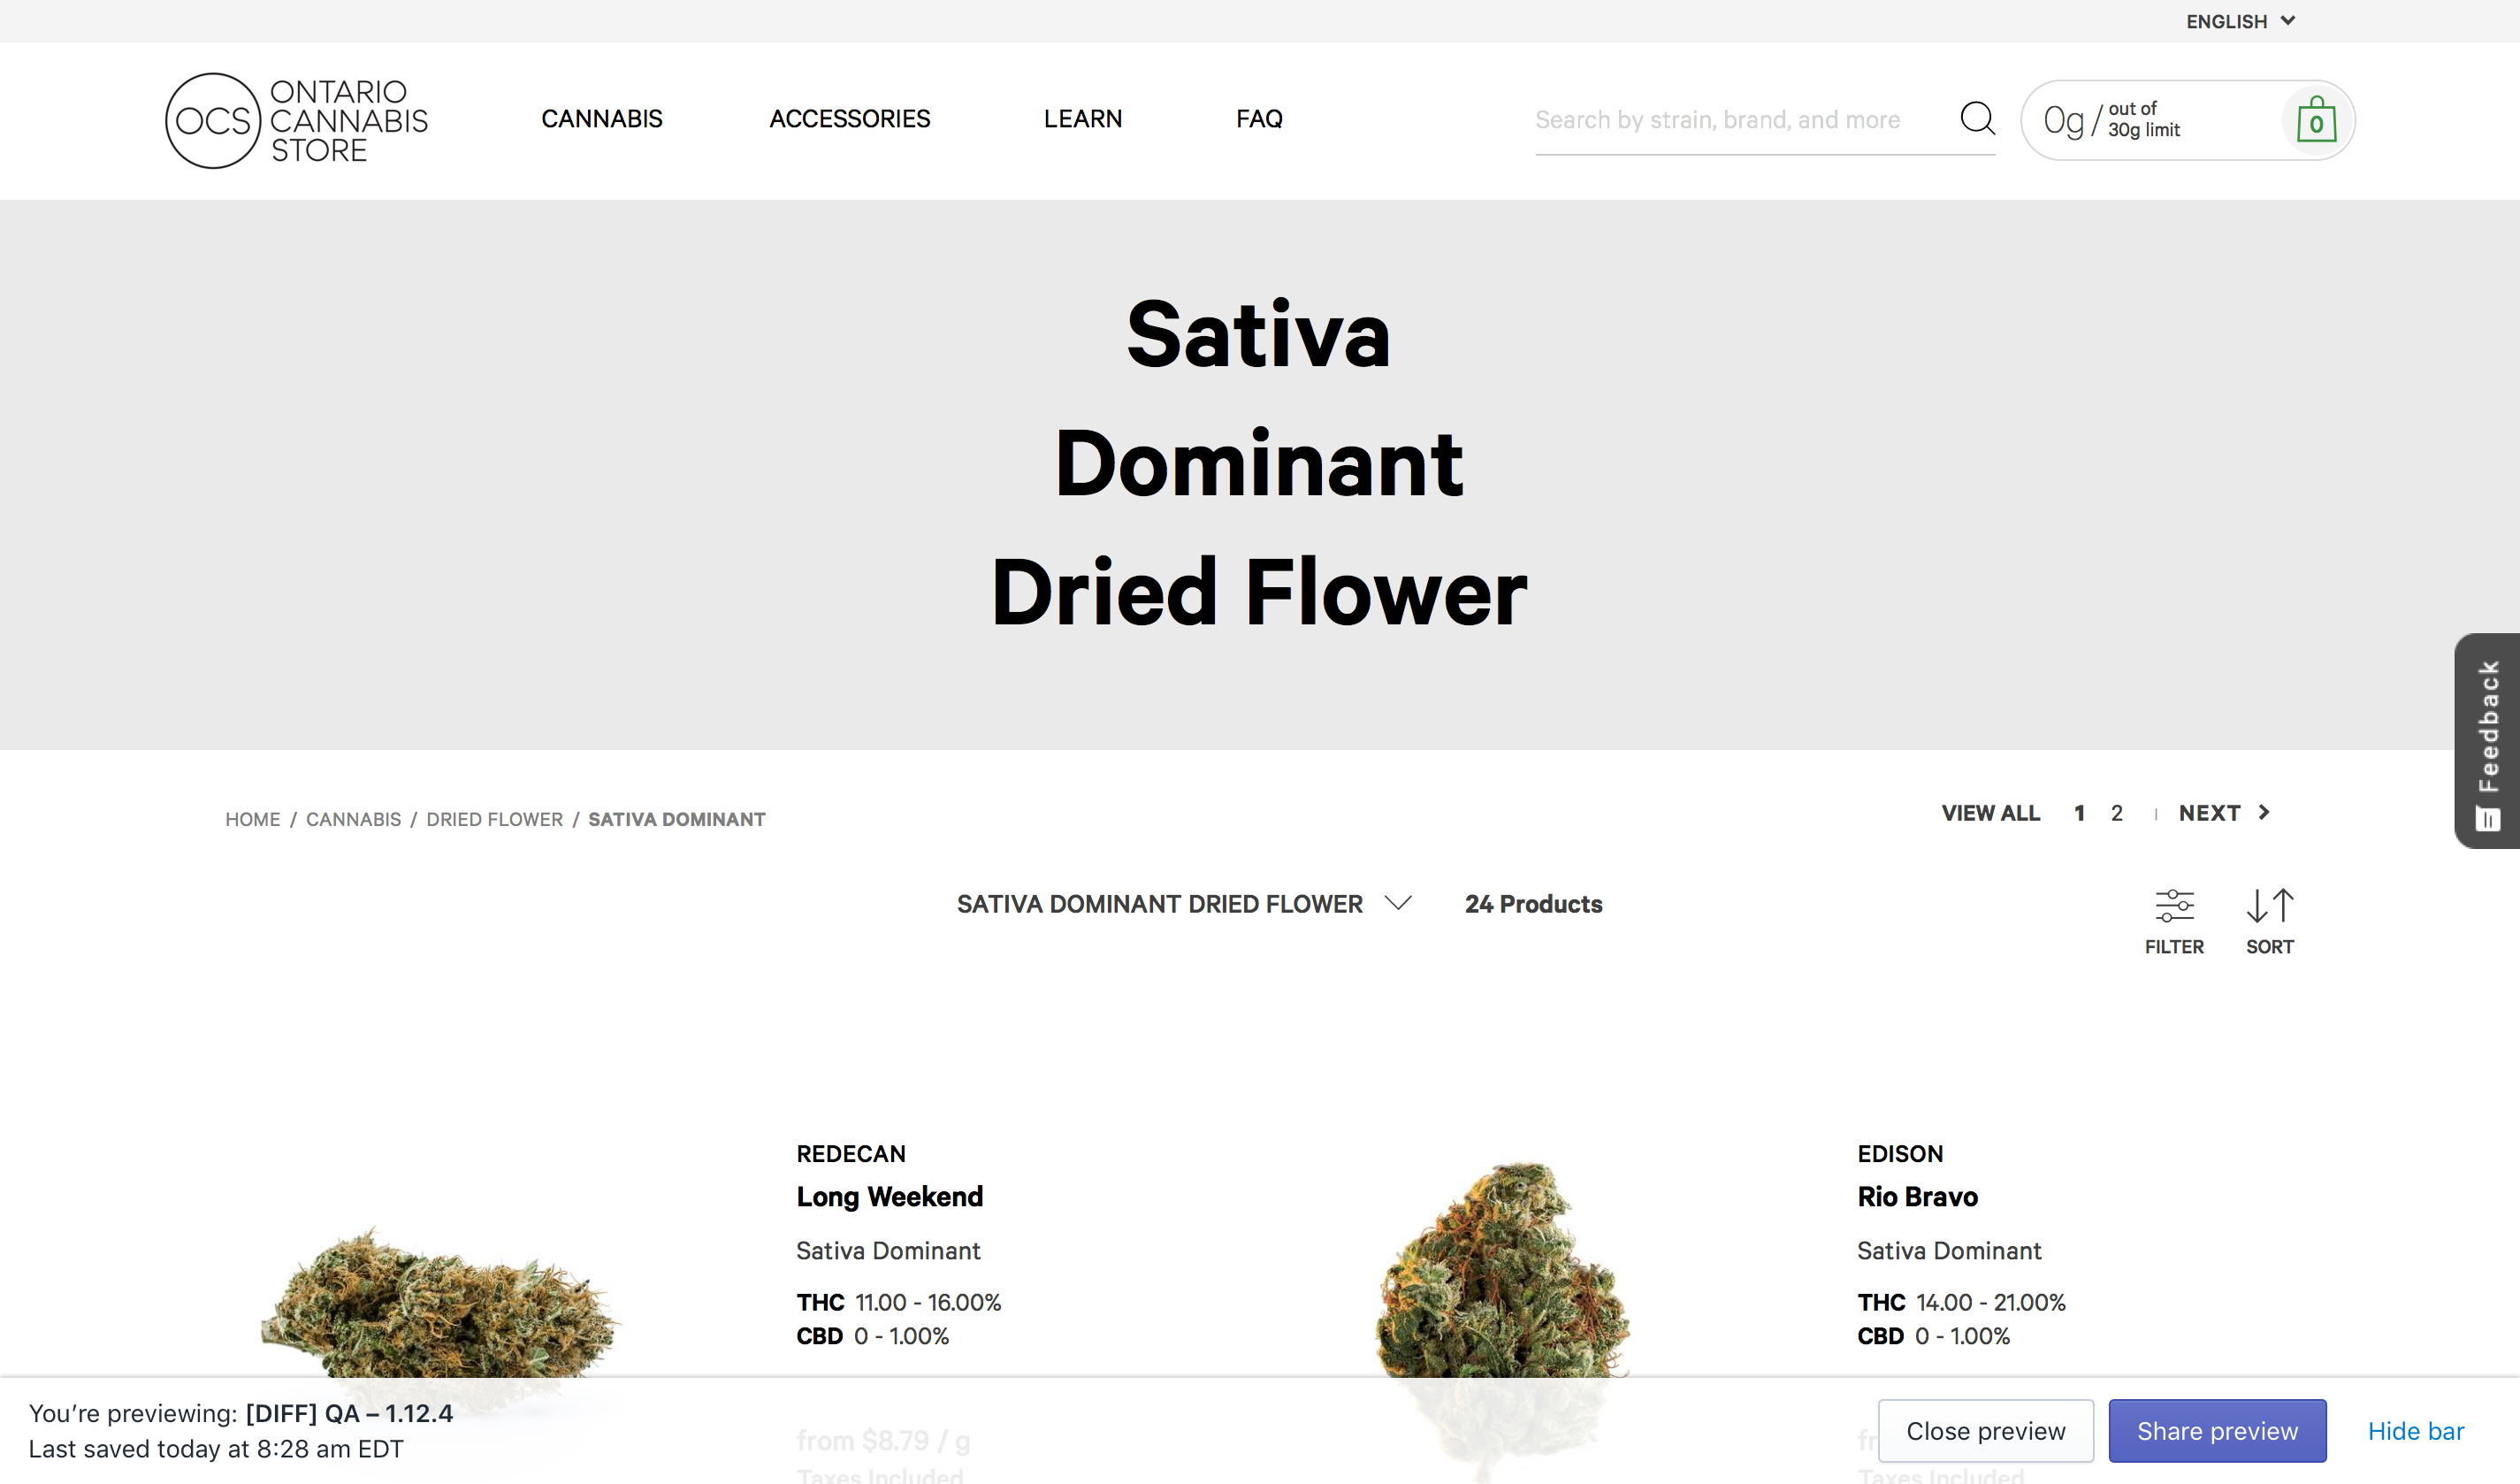 ENGLISH
OCS
ONTARIO
CANNABIS
STORE
CANNABIS
ACCESSORIES
LEARN
FAQ
Search by strain, brand, and more
0g / out of
30g limit
0
Sativa
Dominant
Dried Flower
Feedback
HOME / CANNABIS / DRIED FLOWER / SATIVA DOMINANT
VIEW ALL 1 2 | NEXT
SATIVA DOMINANT DRIED FLOWER
24 Products
FILTER
SORT
REDECAN
Long Weekend
Sativa Dominant
THC 11.00 - 16.00%
CBD 0 - 1.00%
from $8.79 / g
Taxes Included
EDISON
Rio Bravo
Sativa Dominant
THC 14.00 - 21.00%
CBD 0 - 1.00%
Taxes Included
You're previewing: [DIFF] QA – 1.12.4
Last saved today at 8:28 am EDT
Close preview
Share preview
Hide bar